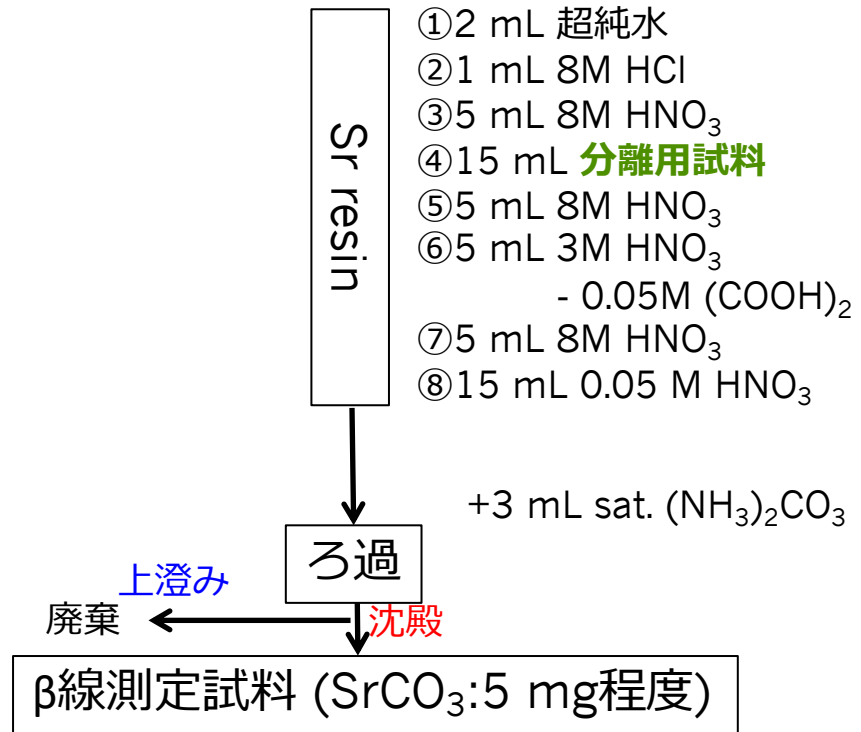 Sr resin
①2 mL 超純水
②1 mL 8M HCl
③5 mL 8M HNO₃
④15 mL 分離用試料
⑤5 mL 8M HNO₃
⑥5 mL 3M HNO₃
- 0.05M (COOH)₂
⑦5 mL 8M HNO₃
⑧15 mL 0.05 M HNO₃
+3 mL sat. (NH₃)₂CO₃
ろ過
上澄み
廃棄
沈殿
β線測定試料 (SrCO₃:5 mg程度)